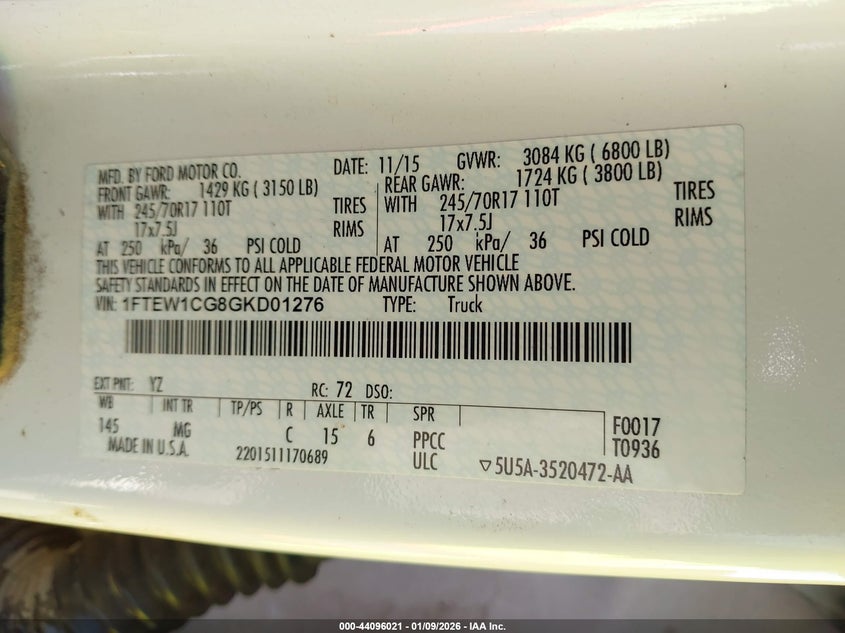 MFD. BY FORD MOTOR CO. DATE: 11/15 GVWR: 3084 KG ( 6800 LB)
FRONT GAWR: 1429 KG ( 3150 LB) REAR GAWR: 1724 KG ( 3800 LB)
WITH 245/70R17 110T TIRES WITH 245/70R17 110T TIRES
17x7.5J RIMS 17x7.5J RIMS
AT 250 kPa/ 36 PSI COLD AT 250 kPa/ 36 PSI COLD
THIS VEHICLE CONFORMS TO ALL APPLICABLE FEDERAL MOTOR VEHICLE
SAFETY STANDARDS IN EFFECT ON THE DATE OF MANUFACTURE SHOWN ABOVE.
VIN: 1FTEW1CG8GKD01276 TYPE: Truck
EXT PNT: YZ RC: 72 DSO:
WB INT TR TP/PS R AXLE TR SPR F0017
145 MG C 15 6 PPCC T0936
MADE IN U.S.A. 2201511170689 ULC ▽5U5A-3520472-AA
000-44096021 | 01/09/2026 - IAA Inc.